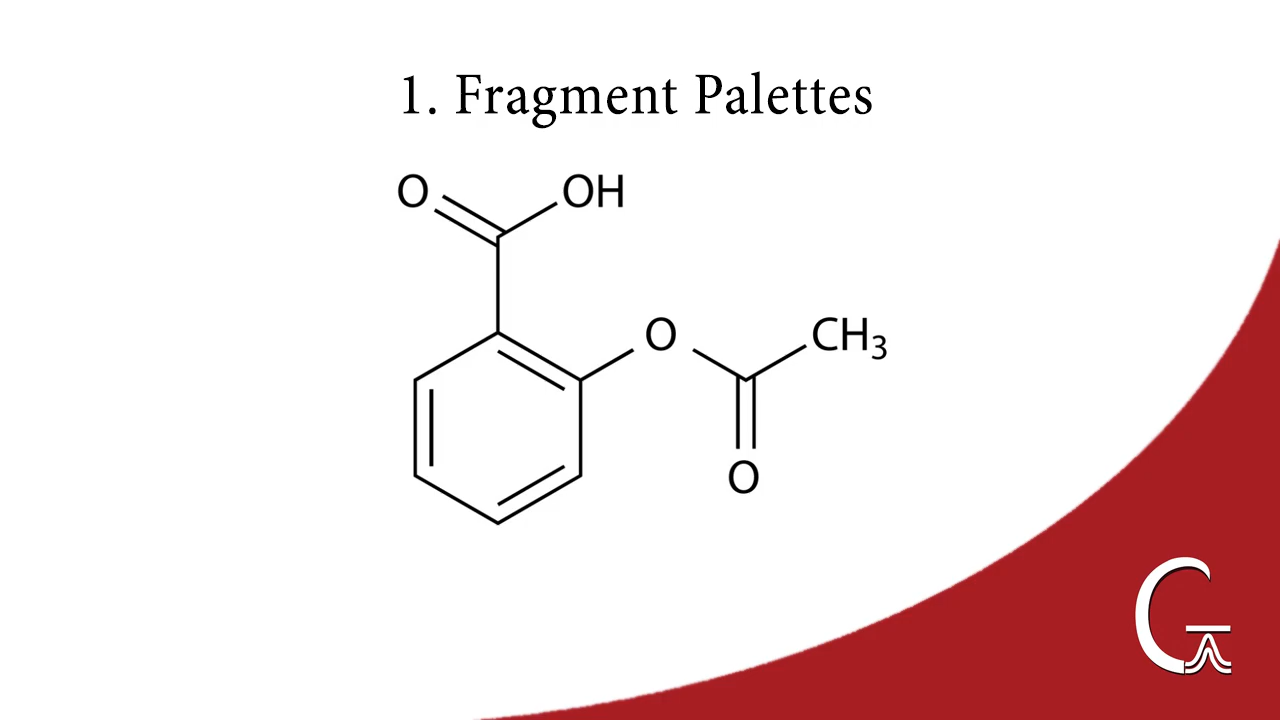 1. Fragment Palettes
O OH
O CH₃
O
G